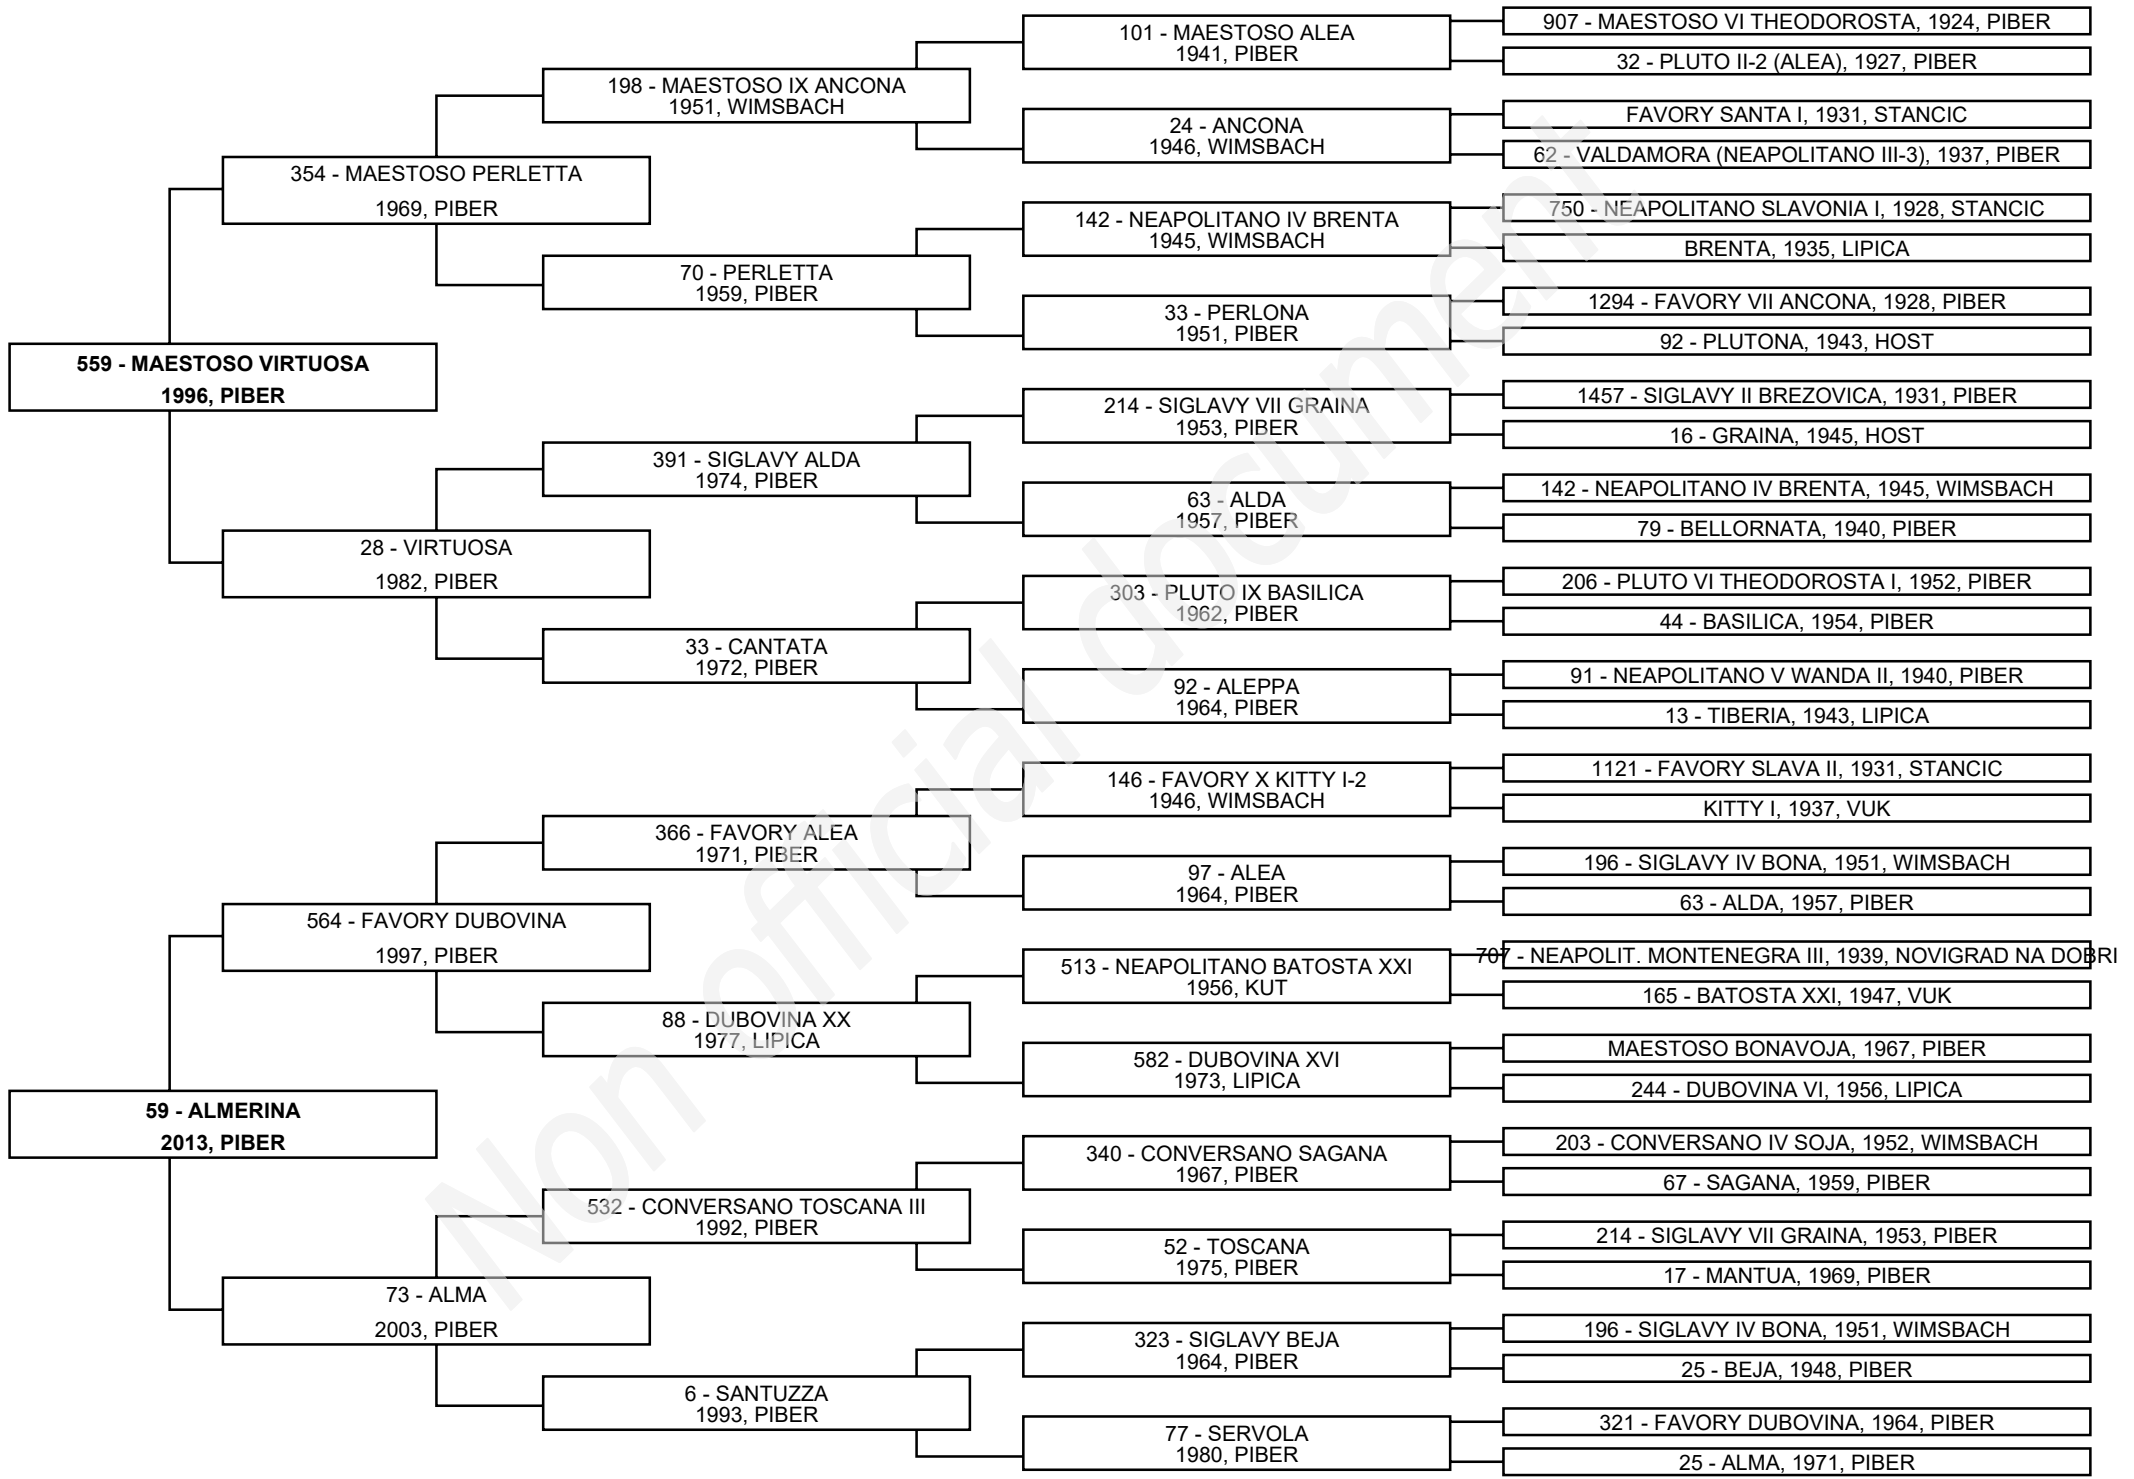 907 - MAESTOSO VI THEODOROSTA, 1924, PIBER
101 - MAESTOSO ALEA
1941, PIBER
32 - PLUTO II-2 (ALEA), 1927, PIBER
198 - MAESTOSO IX ANCONA
1951, WIMSBACH
FAVORY SANTA I, 1931, STANCIC
24 - ANCONA
1946, WIMSBACH
62 - VALDAMORA (NEAPOLITANO III-3), 1937, PIBER
354 - MAESTOSO PERLETTA
1969, PIBER
750 - NEAPOLITANO SLAVONIA I, 1928, STANCIC
142 - NEAPOLITANO IV BRENTA
1945, WIMSBACH
BRENTA, 1935, LIPICA
70 - PERLETTA
1959, PIBER
1294 - FAVORY VII ANCONA, 1928, PIBER
33 - PERLONA
1951, PIBER
92 - PLUTONA, 1943, HOST
559 - MAESTOSO VIRTUOSA
1996, PIBER
1457 - SIGLAVY II BREZOVICA, 1931, PIBER
214 - SIGLAVY VII GRAINA
1953, PIBER
16 - GRAINA, 1945, HOST
391 - SIGLAVY ALDA
1974, PIBER
142 - NEAPOLITANO IV BRENTA, 1945, WIMSBACH
63 - ALDA
1957, PIBER
79 - BELLORNATA, 1940, PIBER
28 - VIRTUOSA
1982, PIBER
206 - PLUTO VI THEODOROSTA I, 1952, PIBER
303 - PLUTO IX BASILICA
1962, PIBER
44 - BASILICA, 1954, PIBER
33 - CANTATA
1972, PIBER
91 - NEAPOLITANO V WANDA II, 1940, PIBER
92 - ALEPPA
1964, PIBER
13 - TIBERIA, 1943, LIPICA
1121 - FAVORY SLAVA II, 1931, STANCIC
146 - FAVORY X KITTY I-2
1946, WIMSBACH
KITTY I, 1937, VUK
366 - FAVORY ALEA
1971, PIBER
196 - SIGLAVY IV BONA, 1951, WIMSBACH
97 - ALEA
1964, PIBER
63 - ALDA, 1957, PIBER
564 - FAVORY DUBOVINA
1997, PIBER
707 - NEAPOLIT. MONTENEGRA III, 1939, NOVIGRAD NA DOBRI
513 - NEAPOLITANO BATOSTA XXI
1956, KUT
165 - BATOSTA XXI, 1947, VUK
88 - DUBOVINA XX
1977, LIPICA
MAESTOSO BONAVOJA, 1967, PIBER
582 - DUBOVINA XVI
1973, LIPICA
244 - DUBOVINA VI, 1956, LIPICA
59 - ALMERINA
2013, PIBER
203 - CONVERSANO IV SOJA, 1952, WIMSBACH
340 - CONVERSANO SAGANA
1967, PIBER
67 - SAGANA, 1959, PIBER
532 - CONVERSANO TOSCANA III
1992, PIBER
214 - SIGLAVY VII GRAINA, 1953, PIBER
52 - TOSCANA
1975, PIBER
17 - MANTUA, 1969, PIBER
73 - ALMA
2003, PIBER
196 - SIGLAVY IV BONA, 1951, WIMSBACH
323 - SIGLAVY BEJA
1964, PIBER
25 - BEJA, 1948, PIBER
6 - SANTUZZA
1993, PIBER
321 - FAVORY DUBOVINA, 1964, PIBER
77 - SERVOLA
1980, PIBER
25 - ALMA, 1971, PIBER
Non official document